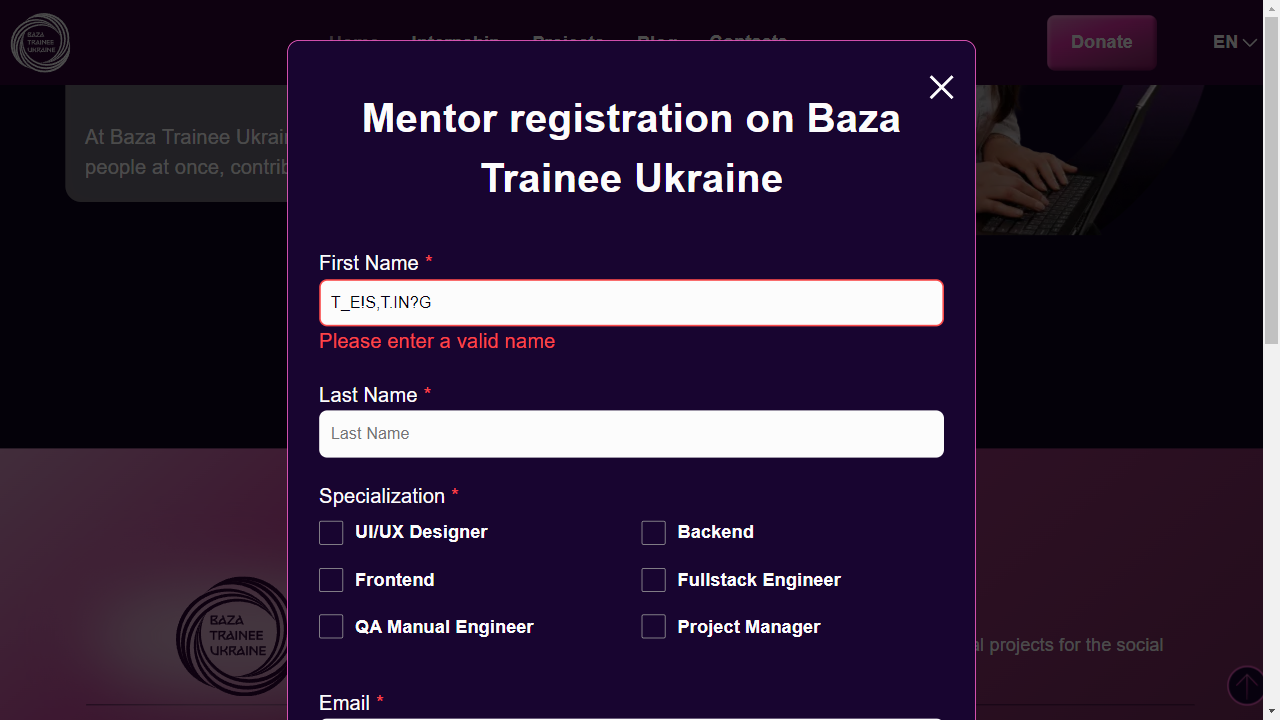 BAZA
TRAINEE
UKRAINE
Home Internship Projects Blog Contacts
Donate
EN
At Baza Trainee Ukrai
people at once, contrib
Mentor registration on Baza
Trainee Ukraine
First Name *
T_E!S,T.IN?G
Please enter a valid name
Last Name *
Last Name
Specialization *
UI/UX Designer
Backend
Frontend
Fullstack Engineer
QA Manual Engineer
Project Manager
BAZA
TRAINEE
UKRAINE
al projects for the social
Email *